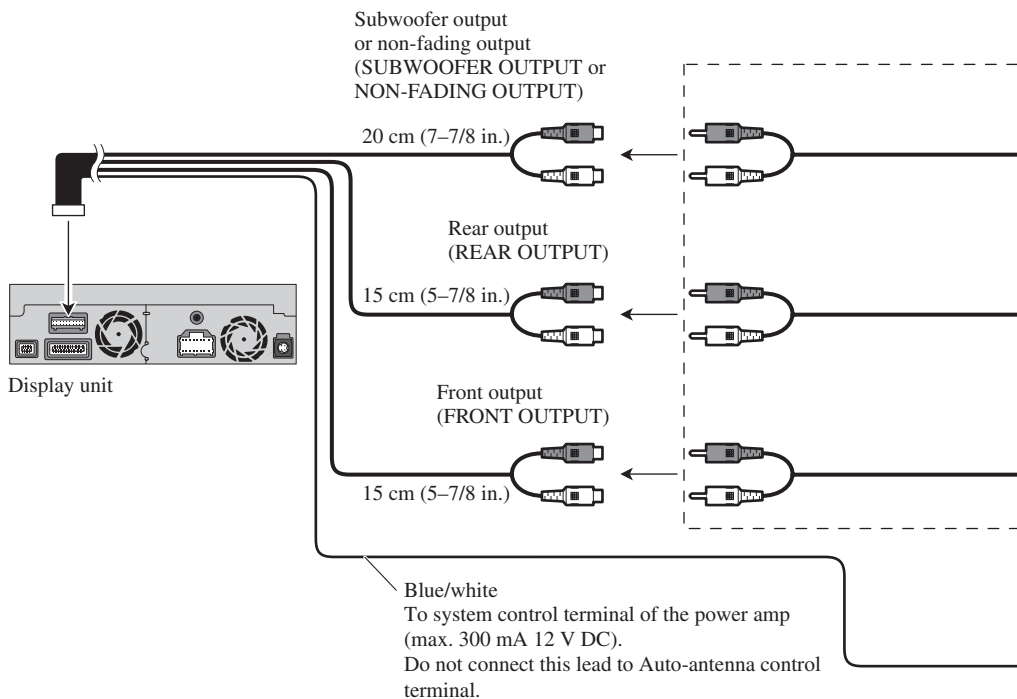 Subwoofer output
or non-fading output
(SUBWOOFER OUTPUT or
NON-FADING OUTPUT)
20 cm (7–7/8 in.)
Rear output
(REAR OUTPUT)
15 cm (5–7/8 in.)
Display unit
Front output
(FRONT OUTPUT)
15 cm (5–7/8 in.)
Blue/white
To system control terminal of the power amp
(max. 300 mA 12 V DC).
Do not connect this lead to Auto-antenna control
terminal.